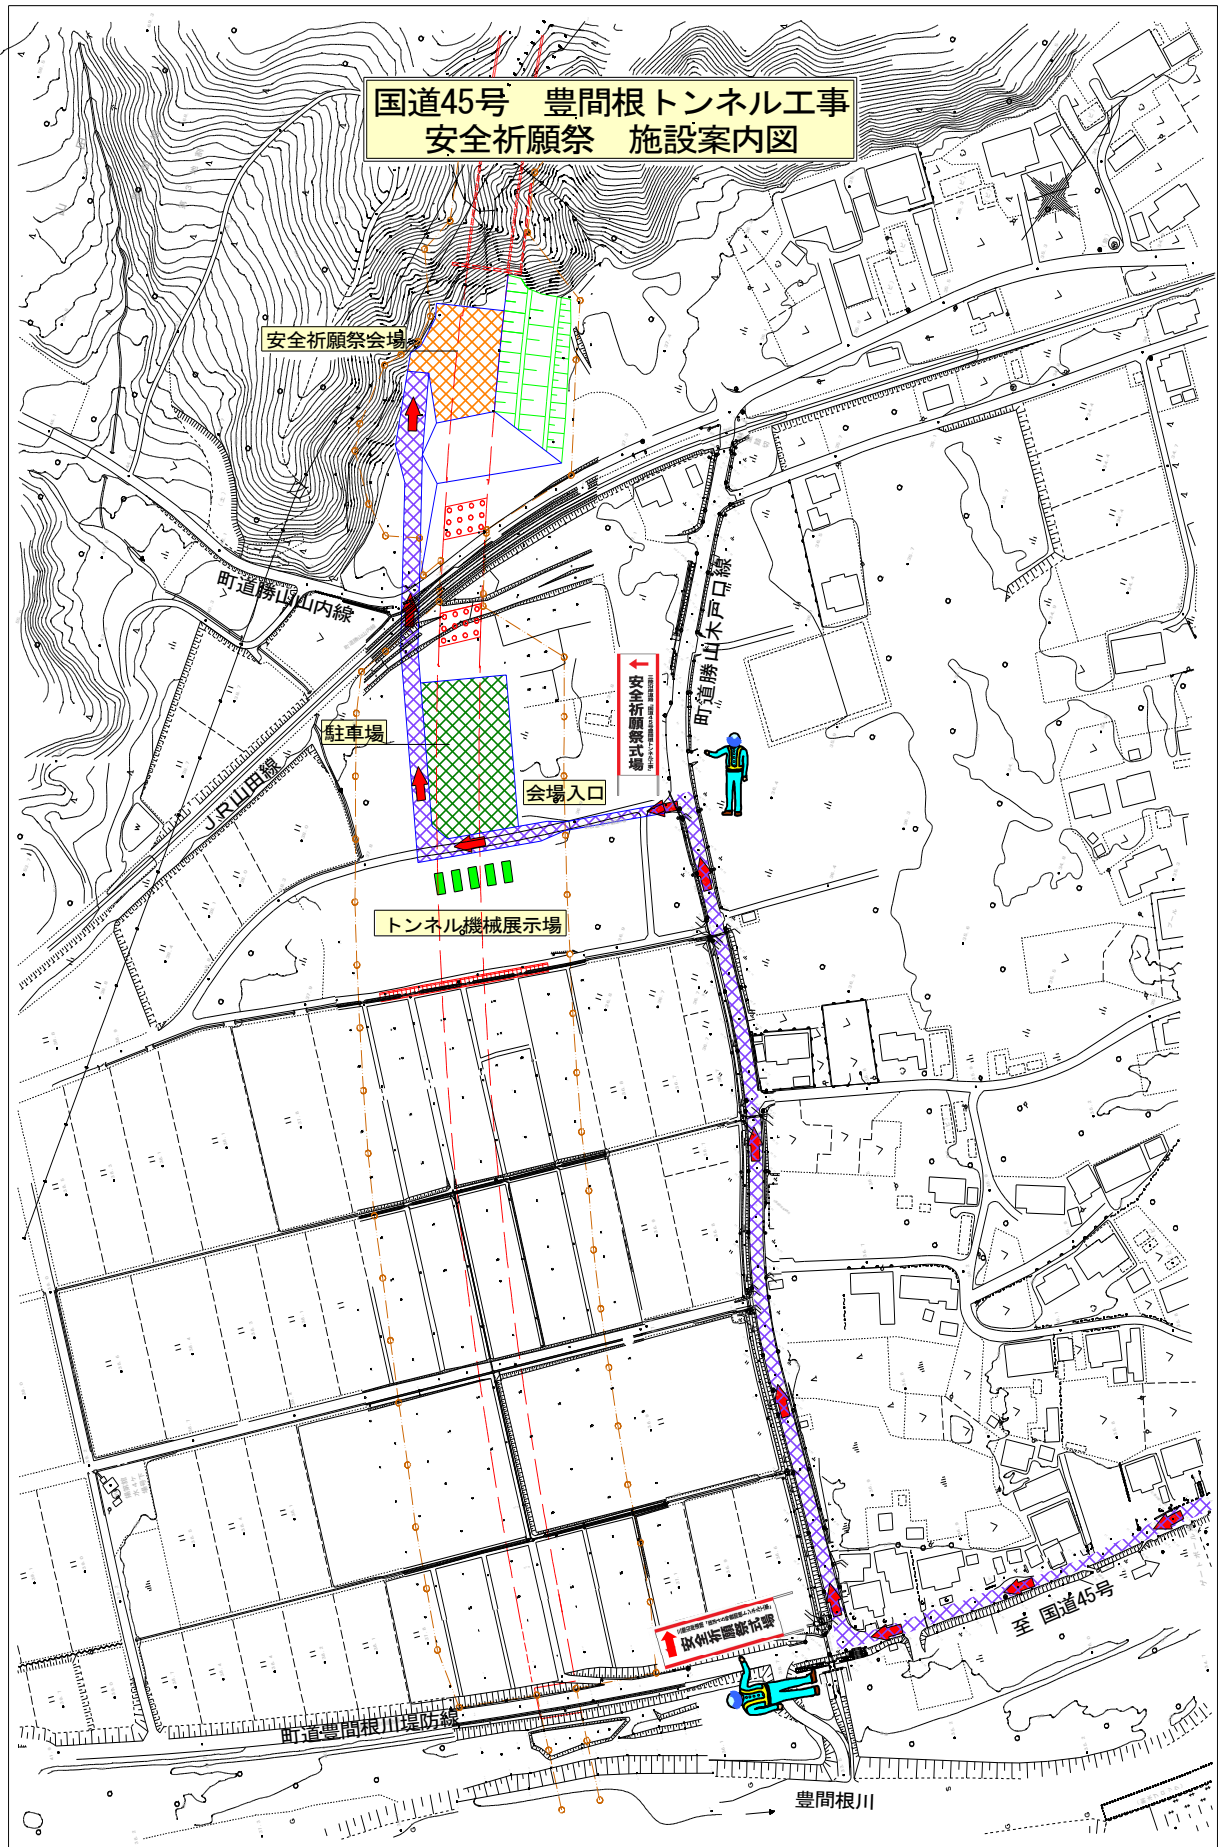 国道45号　豊間根トンネル工事
安全祈願祭　施設案内図
安全祈願祭会場
町道勝山山内線
町道勝山木戸口線
安全祈願祭式場
駐車場
J.R山田線
会場入口
トンネル機械展示場
至 国道45号
安全祈願祭式場
町道豊間根川堤防線
豊間根川